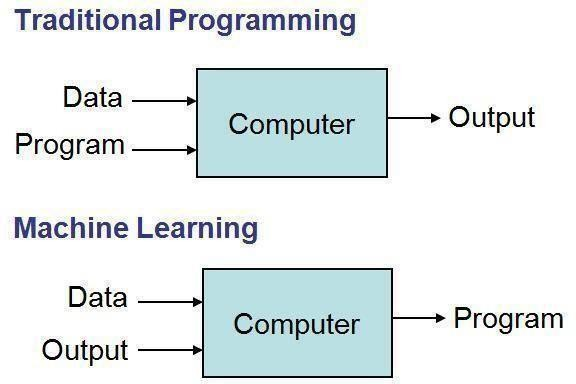 Traditional Programming
Data
Computer
Output
Program
Machine Learning
Data
Computer
Program
Output